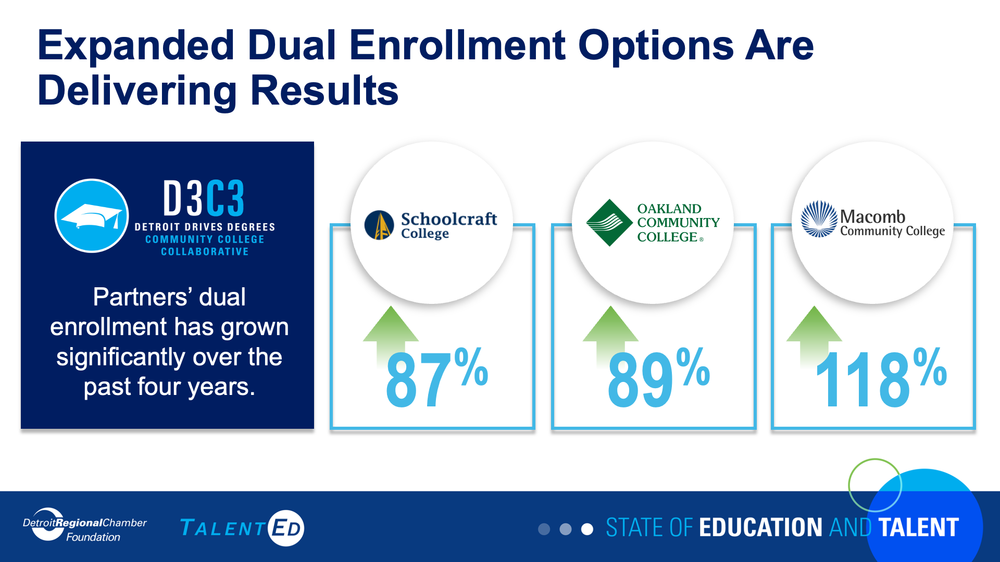 Expanded Dual Enrollment Options Are
Delivering Results
D3C3
DETROIT DRIVES DEGREES
COMMUNITY COLLEGE
COLLABORATIVE
Partners’ dual
enrollment has grown
significantly over the
past four years.
Schoolcraft
College
87%
OAKLAND
COMMUNITY
COLLEGE®
89%
Macomb
Community College
118%
DetroitRegionalChamber
Foundation
TALENTED
STATE OF EDUCATION AND TALENT